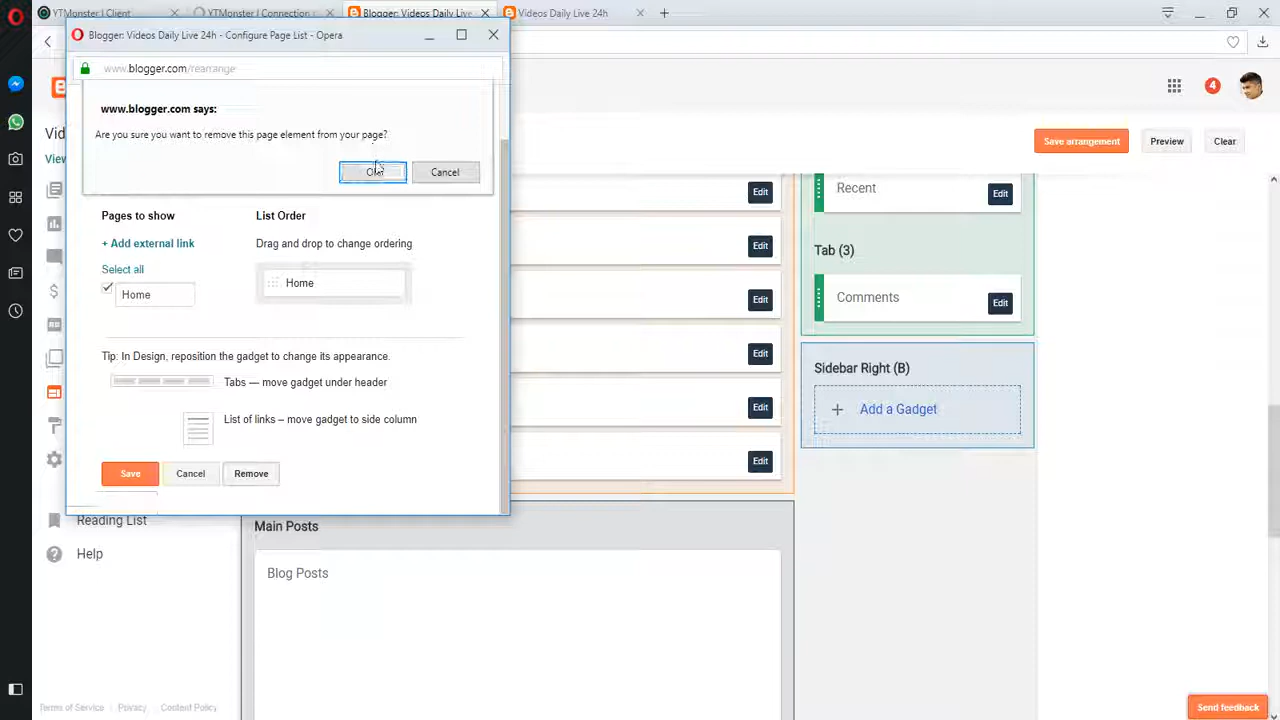 YTMonster | Client
YTMonster | Connection
Blogger: Videos Daily Live
Videos Daily Live 24h
Blogger: Videos Daily Live 24h - Configure Page List - Opera
www.blogger.com/rearrange
www.blogger.com says:
Are you sure you want to remove this page element from your page?
Cancel
4
Save arrangement
Preview
Clear
Pages to show
List Order
+ Add external link
Drag and drop to change ordering
Select all
Home
Home
Tip: In Design, reposition the gadget to change its appearance.
Tabs — move gadget under header
List of links – move gadget to side column
Save
Cancel
Remove
Edit
Edit
Edit
Edit
Edit
Edit
Recent
Edit
Tab (3)
Comments
Edit
Sidebar Right (B)
+ Add a Gadget
Reading List
Help
Main Posts
Blog Posts
Terms of Service
Privacy
Content Policy
Send feedback